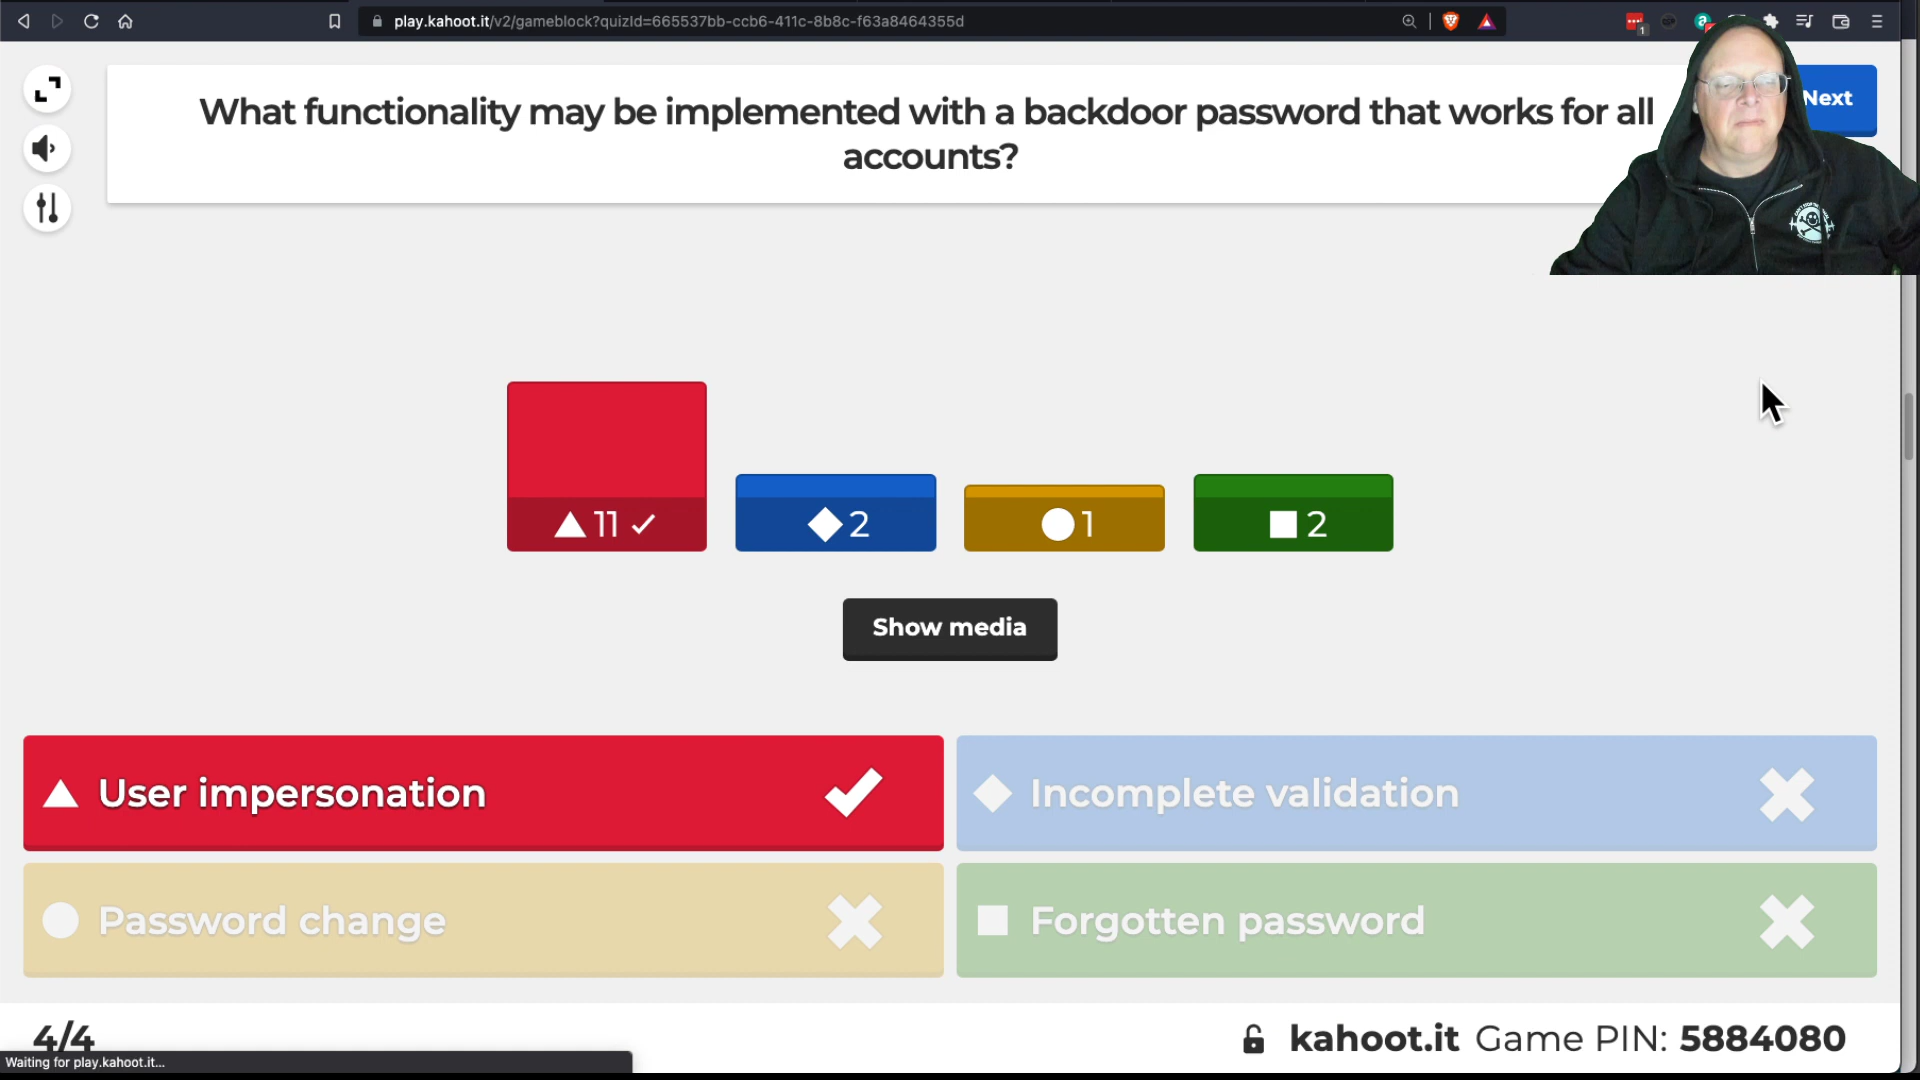 play.kahoot.it/v2/gameblock?quizId=665537bb-ccb6-411c-8b8c-f63a8464355d
1
What functionality may be implemented with a backdoor password that works for all
accounts?
Next
11
2
1
2
Show media
User impersonation
Incomplete validation
Password change
Forgotten password
4/4
kahoot.it Game PIN: 5884080
Waiting for play.kahoot.it...